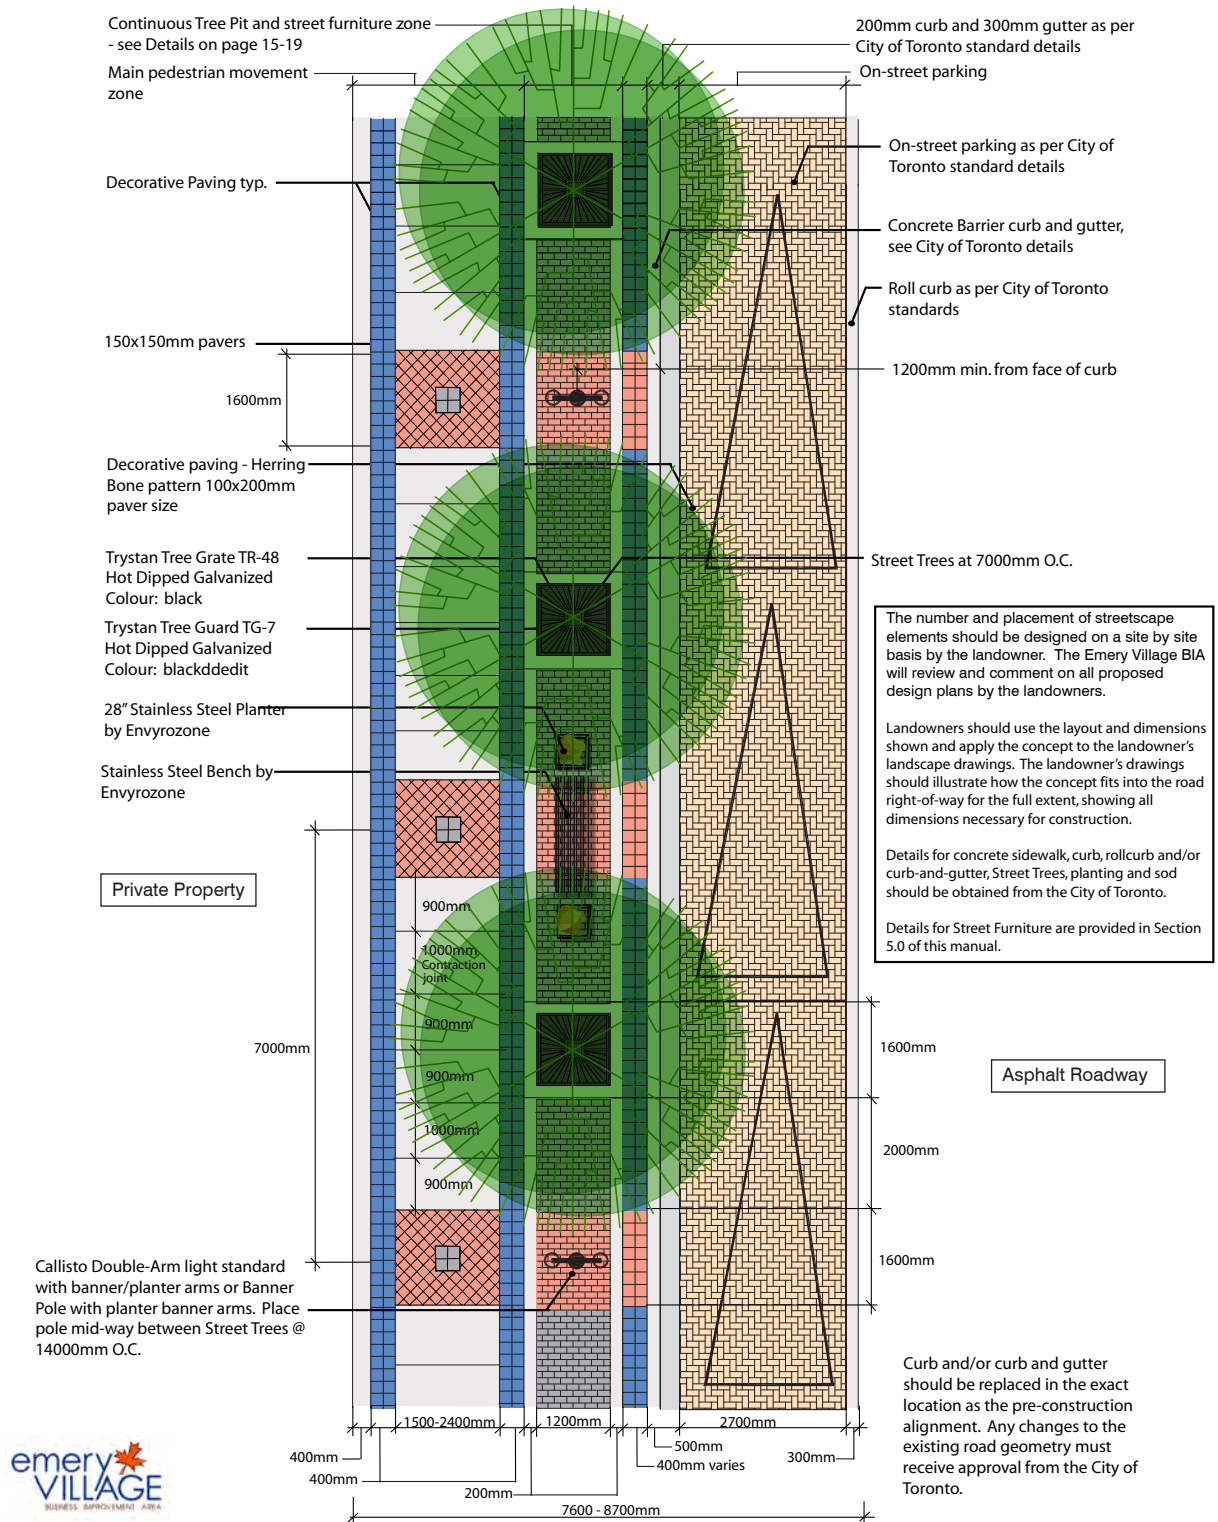 Continuous Tree Pit and street furniture zone
- see Details on page 15-19
Main pedestrian movement
zone
200mm curb and 300mm gutter as per
City of Toronto standard details
On-street parking
Decorative Paving typ.
On-street parking as per City of
Toronto standard details
Concrete Barrier curb and gutter,
see City of Toronto details
Roll curb as per City of Toronto
standards
150x150mm pavers
1200mm min. from face of curb
1600mm
Decorative paving - Herring
Bone pattern 100x200mm
paver size
Trystan Tree Grate TR-48
Hot Dipped Galvanized
Colour: black
Street Trees at 7000mm O.C.
Trystan Tree Guard TG-7
Hot Dipped Galvanized
Colour: blackddedit
28" Stainless Steel Planter
by Envyrozone
Stainless Steel Bench by
Envyrozone
The number and placement of streetscape
elements should be designed on a site by site
basis by the landowner. The Emery Village BIA
will review and comment on all proposed
design plans by the landowners.
Landowners should use the layout and dimensions
shown and apply the concept to the landowner's
landscape drawings. The landowner's drawings
should illustrate how the concept fits into the road
right-of-way for the full extent, showing all
dimensions necessary for construction.
Details for concrete sidewalk, curb, rollcurb and/or
curb-and-gutter, Street Trees, planting and sod
should be obtained from the City of Toronto.
Details for Street Furniture are provided in Section
5.0 of this manual.
Private Property
900mm
1000mm
Contraction
joint
900mm
7000mm
900mm
1000mm
900mm
1600mm
Asphalt Roadway
2000mm
1600mm
Callisto Double-Arm light standard
with banner/planter arms or Banner
Pole with planter banner arms. Place
pole mid-way between Street Trees @
14000mm O.C.
Curb and/or curb and gutter
should be replaced in the exact
location as the pre-construction
alignment. Any changes to the
existing road geometry must
receive approval from the City of
Toronto.
1500-2400mm
1200mm
2700mm
400mm
500mm
300mm
400mm
400mm varies
200mm
7600 - 8700mm
emery
VILLAGE
BUSINESS IMPROVEMENT AREA